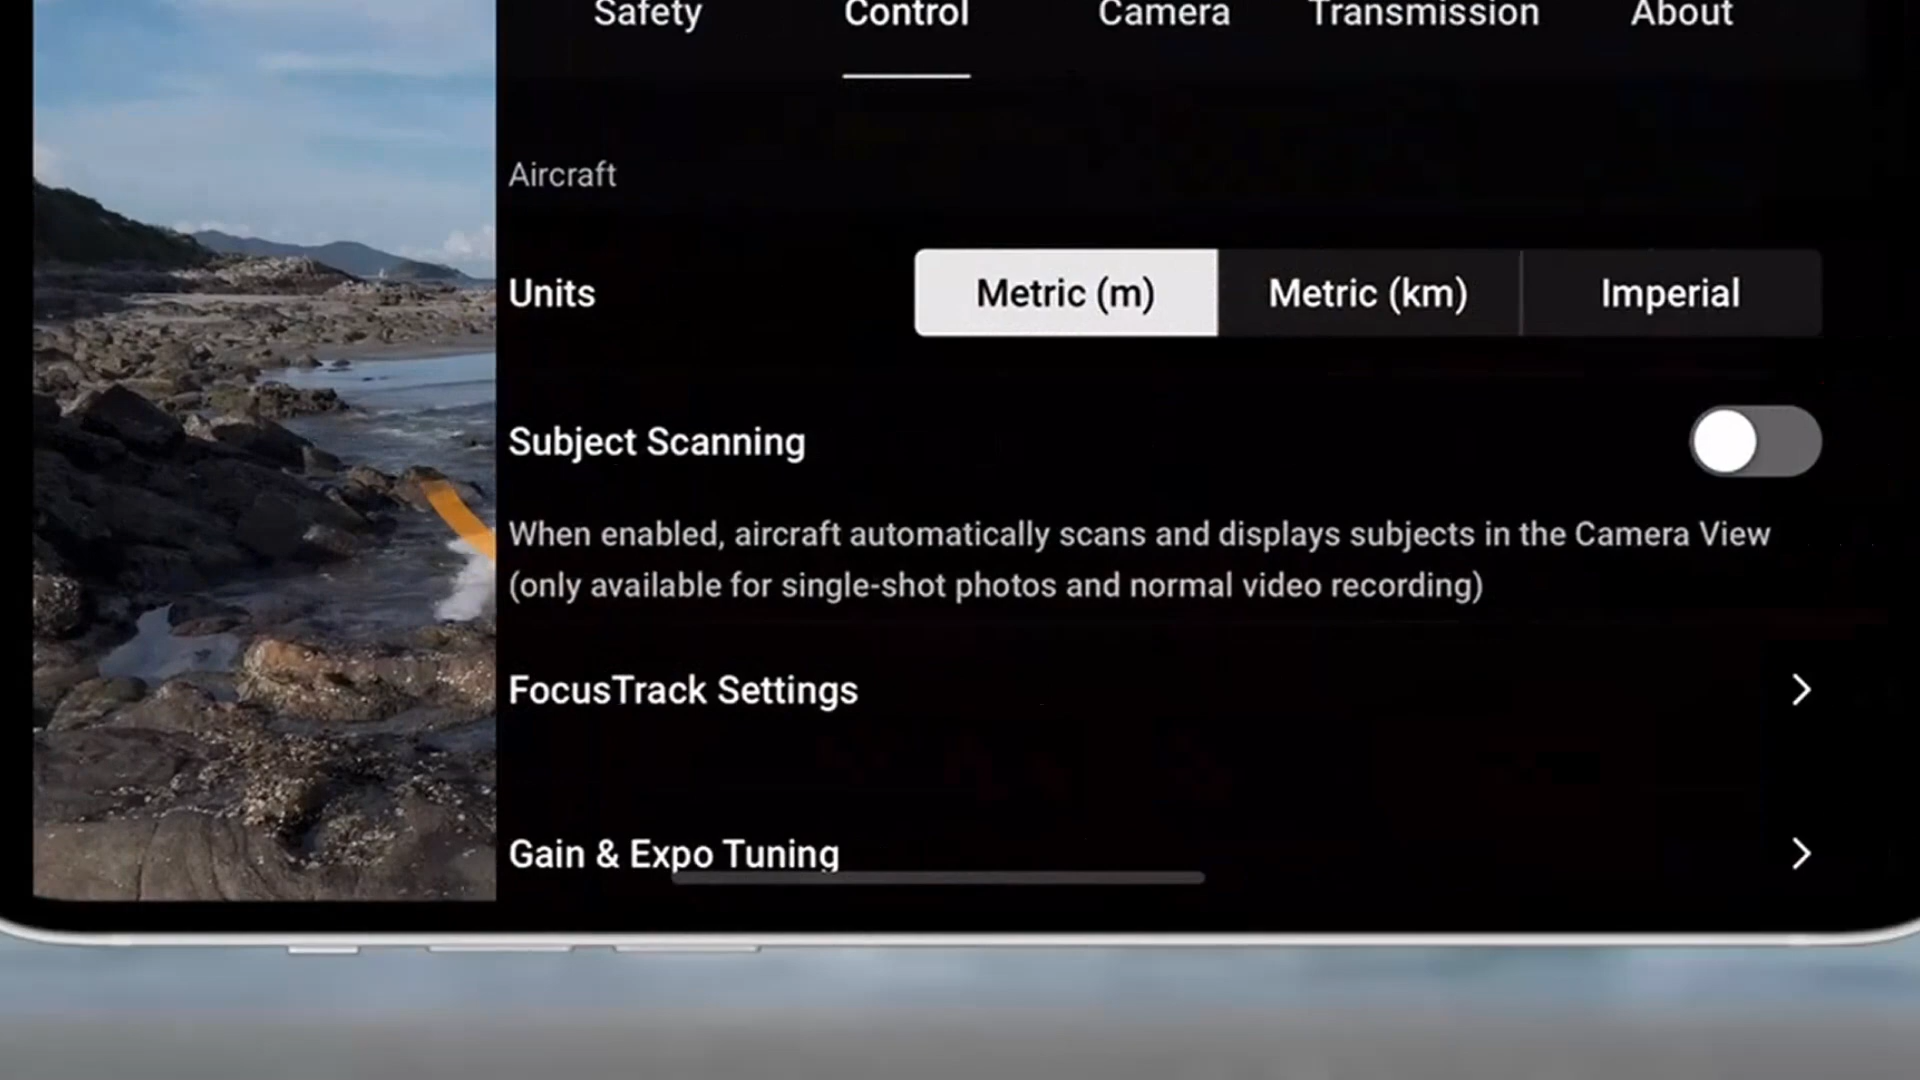 Safety Control Camera Transmission About
Aircraft
Units Metric (m) Metric (km) Imperial
Subject Scanning
When enabled, aircraft automatically scans and displays subjects in the Camera View
(only available for single-shot photos and normal video recording)
FocusTrack Settings
Gain & Expo Tuning